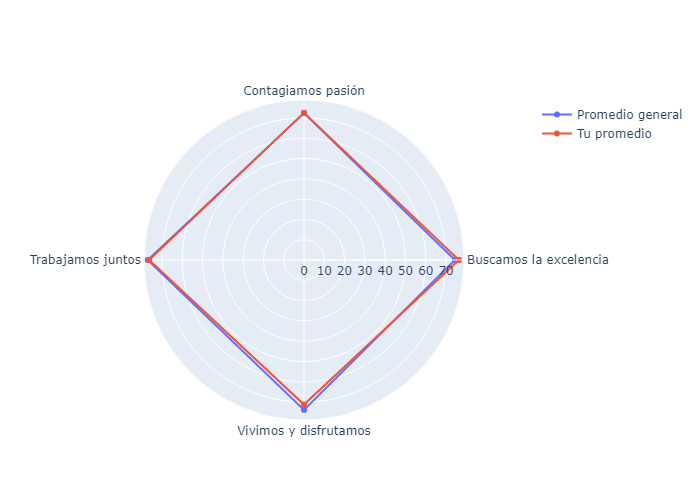 Contagiamos pasión
Promedio general
Tu promedio
Trabajamos juntos
Buscamos la excelencia
0 10 20 30 40 50 60 70
Vivimos y disfrutamos